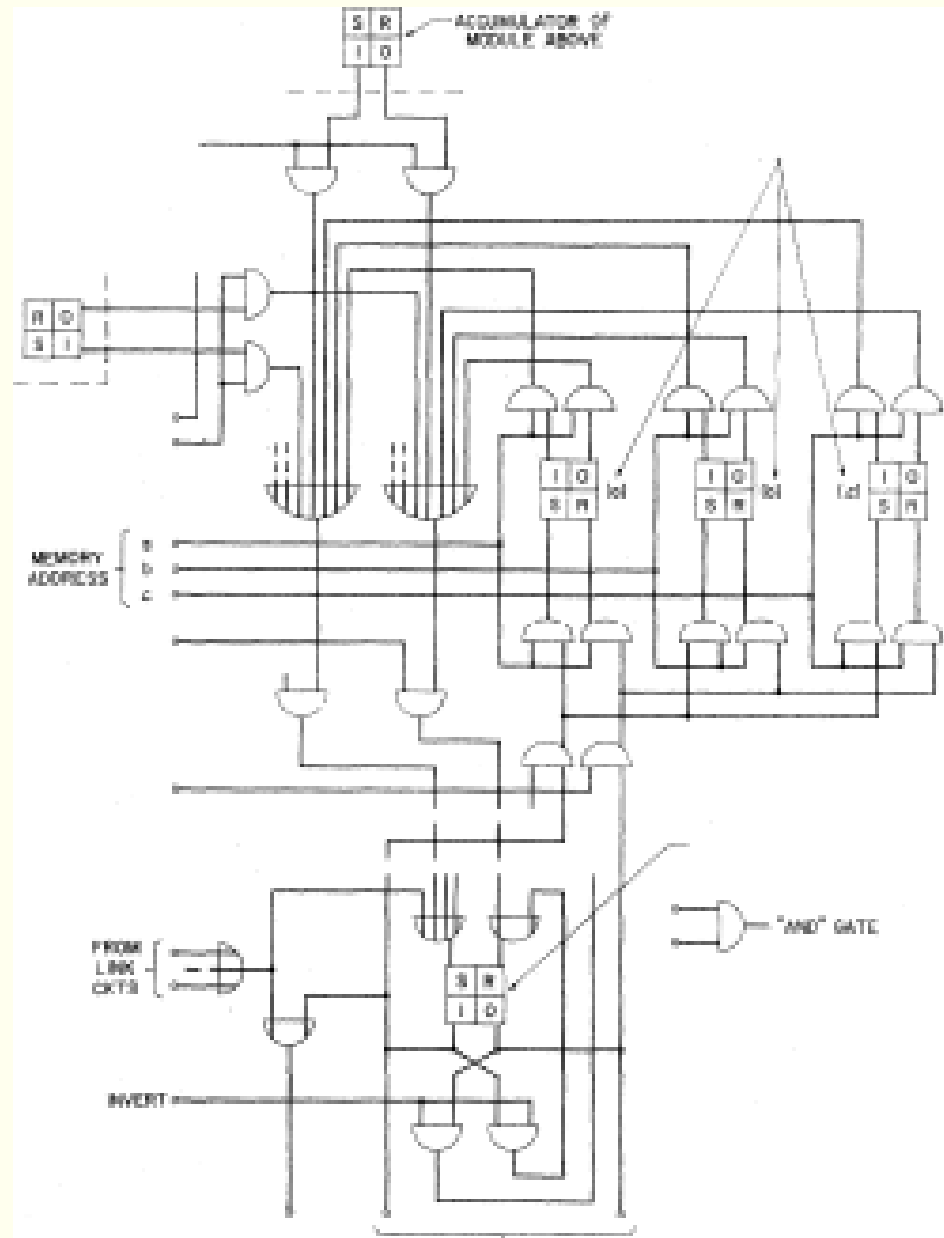 S R
I O
ACCUMULATOR OF
MODULE ABOVE
R O
S I
I O
S R
(a)
I O
S R
(b)
(c)
I O
S R
MEMORY
ADDRESS
a
b
c
FROM
LINK
CKTS
S R
I O
"AND" GATE
INVERT